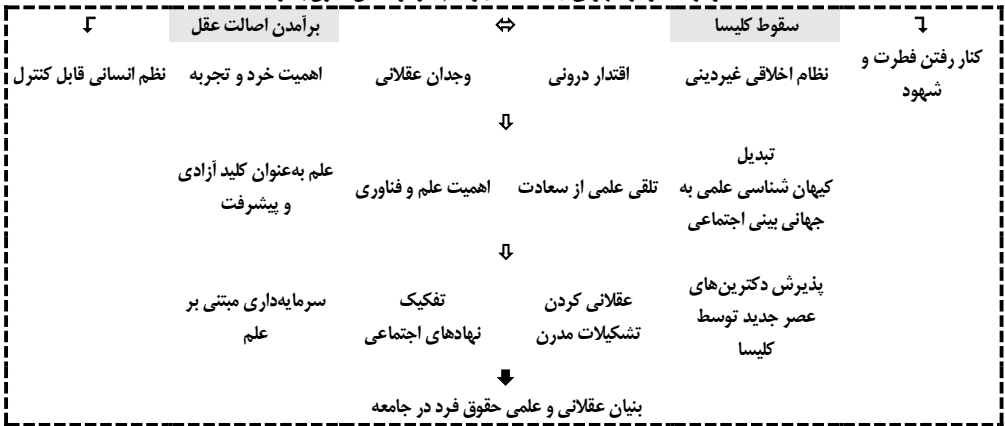 سقوط کلیسا ⇔ برآمدن اصالت عقل
کنار رفتن فطرت و
شهود
نظام اخلاقی غیردینی
اقتدار درونی
وجدان عقلانی
اهمیت خرد و تجربه
نظم انسانی قابل کنترل
تبدیل
کیهان شناسی علمی به
جهانی بینی اجتماعی
تلقی علمی از سعادت
اهمیت علم و فناوری
علم به‌عنوان کلید آزادی
و پیشرفت
پذیرش دکترین‌های
عصر جدید توسط
کلیسا
عقلانی کردن
تشکیلات مدرن
تفکیک
نهادهای اجتماعی
سرمایه‌داری مبتنی بر
علم
بنیان عقلانی و علمی حقوق فرد در جامعه